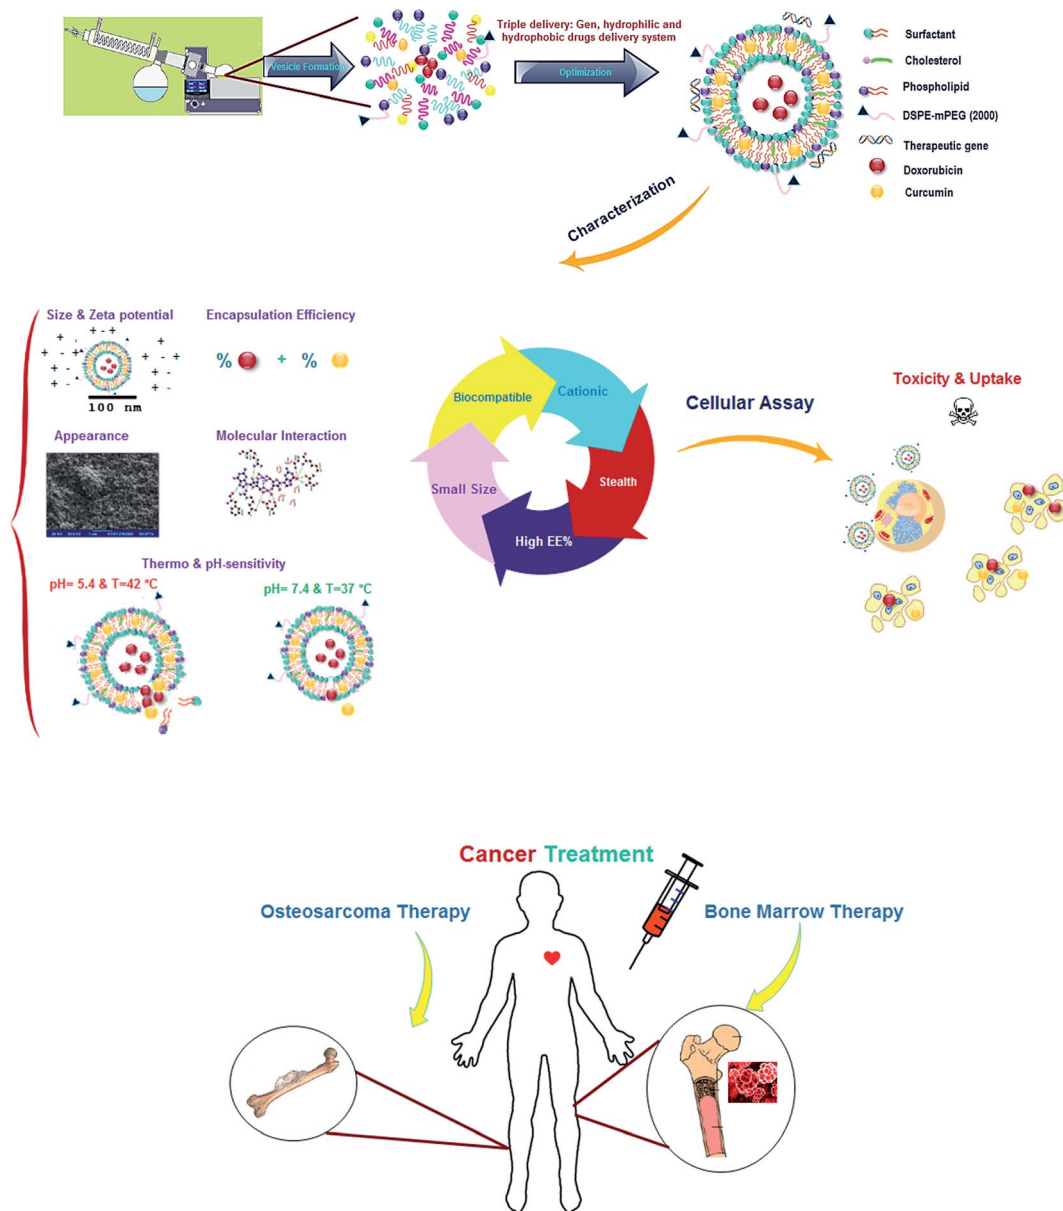 Triple delivery: Gen, hydrophilic and
hydrophobic drugs delivery system
Vesicle Formation
Optimization
Surfactant
Cholesterol
Phospholipid
DSPE-mPEG (2000)
Therapeutic gene
Doxorubicin
Curcumin
Characterization
Size & Zeta potential
Encapsulation Efficiency
% + %
100 nm
Appearance
Molecular Interaction
Thermo & pH-sensitivity
pH= 5.4 & T=42 °C
pH= 7.4 & T=37 °C
Biocompatible
Cationic
Small Size
Stealth
High EE%
Cellular Assay
Toxicity & Uptake
Cancer Treatment
Osteosarcoma Therapy
Bone Marrow Therapy